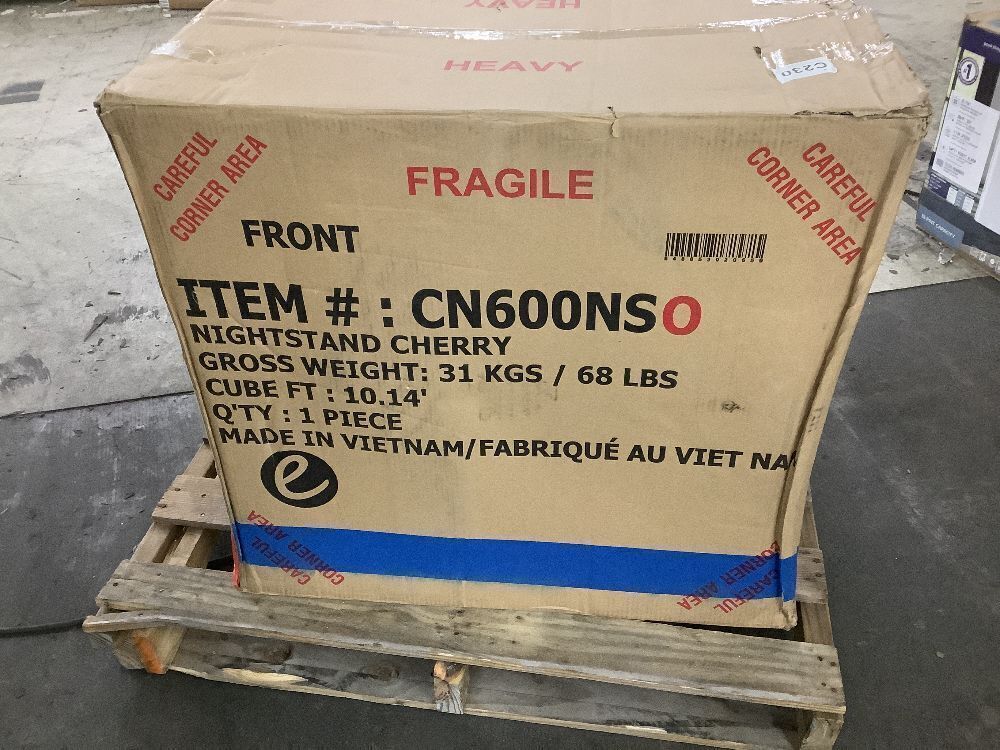 HEAVY
HEAVY
C230
CAREFUL
CORNER AREA
FRAGILE
CAREFUL
CORNER AREA
FRONT
ITEM # : CN600NSO
NIGHTSTAND CHERRY
GROSS WEIGHT: 31 KGS / 68 LBS
CUBE FT : 10.14'
Q'TY : 1 PIECE
MADE IN VIETNAM/FABRIQUÉ AU VIET NA
e
CAREFUL
CORNER AREA
CAREFUL
CORNER AREA